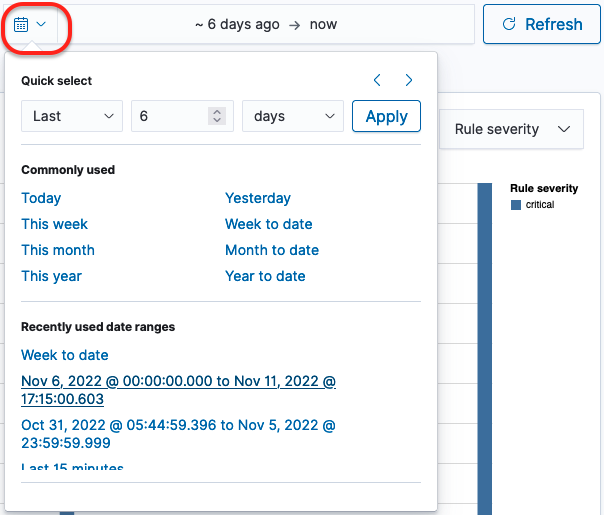 ~ 6 days ago → now
Refresh
Quick select
Last 6 days Apply
Rule severity
Commonly used
Today Yesterday
This week Week to date
This month Month to date
This year Year to date
Rule severity
critical
Recently used date ranges
Week to date
Nov 6, 2022 @ 00:00:00.000 to Nov 11, 2022 @
17:15:00.603
Oct 31, 2022 @ 05:44:59.396 to Nov 5, 2022 @
23:59:59.999
Last 15 minutes